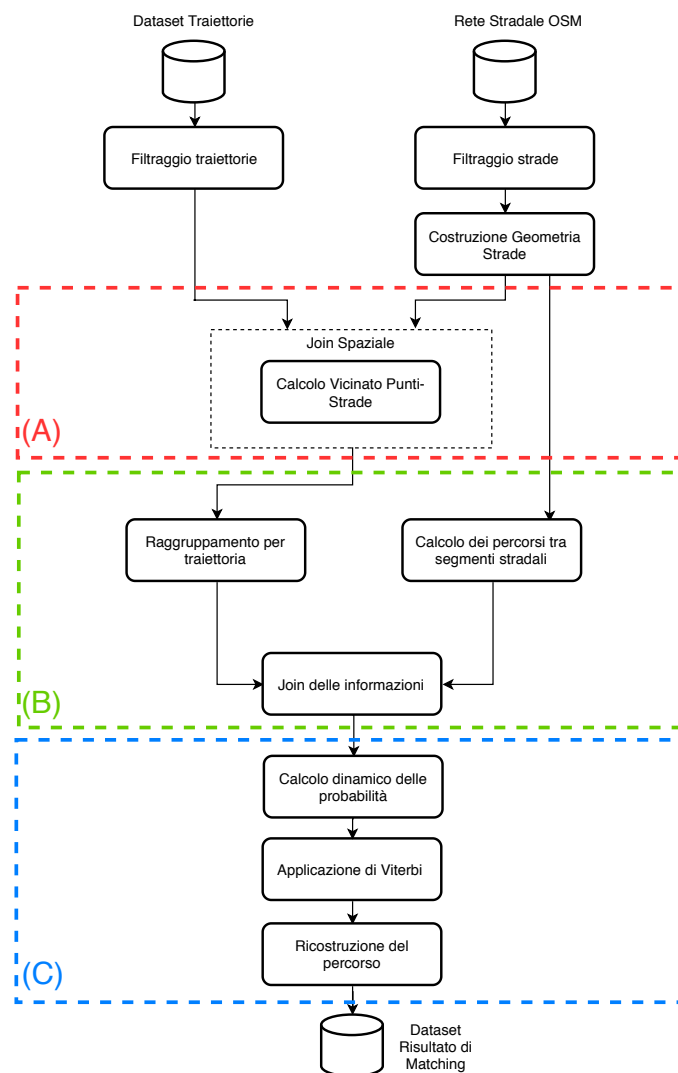 Dataset Traiettorie
Rete Stradale OSM
Filtraggio traiettorie
Filtraggio strade
Costruzione Geometria
Strade
Join Spaziale
Calcolo Vicinato Punti-
Strade
(A)
Raggruppamento per
traiettoria
Calcolo dei percorsi tra
segmenti stradali
Join delle informazioni
(B)
Calcolo dinamico delle
probabilità
Applicazione di Viterbi
Ricostruzione del
percorso
(C)
Dataset
Risultato di
Matching